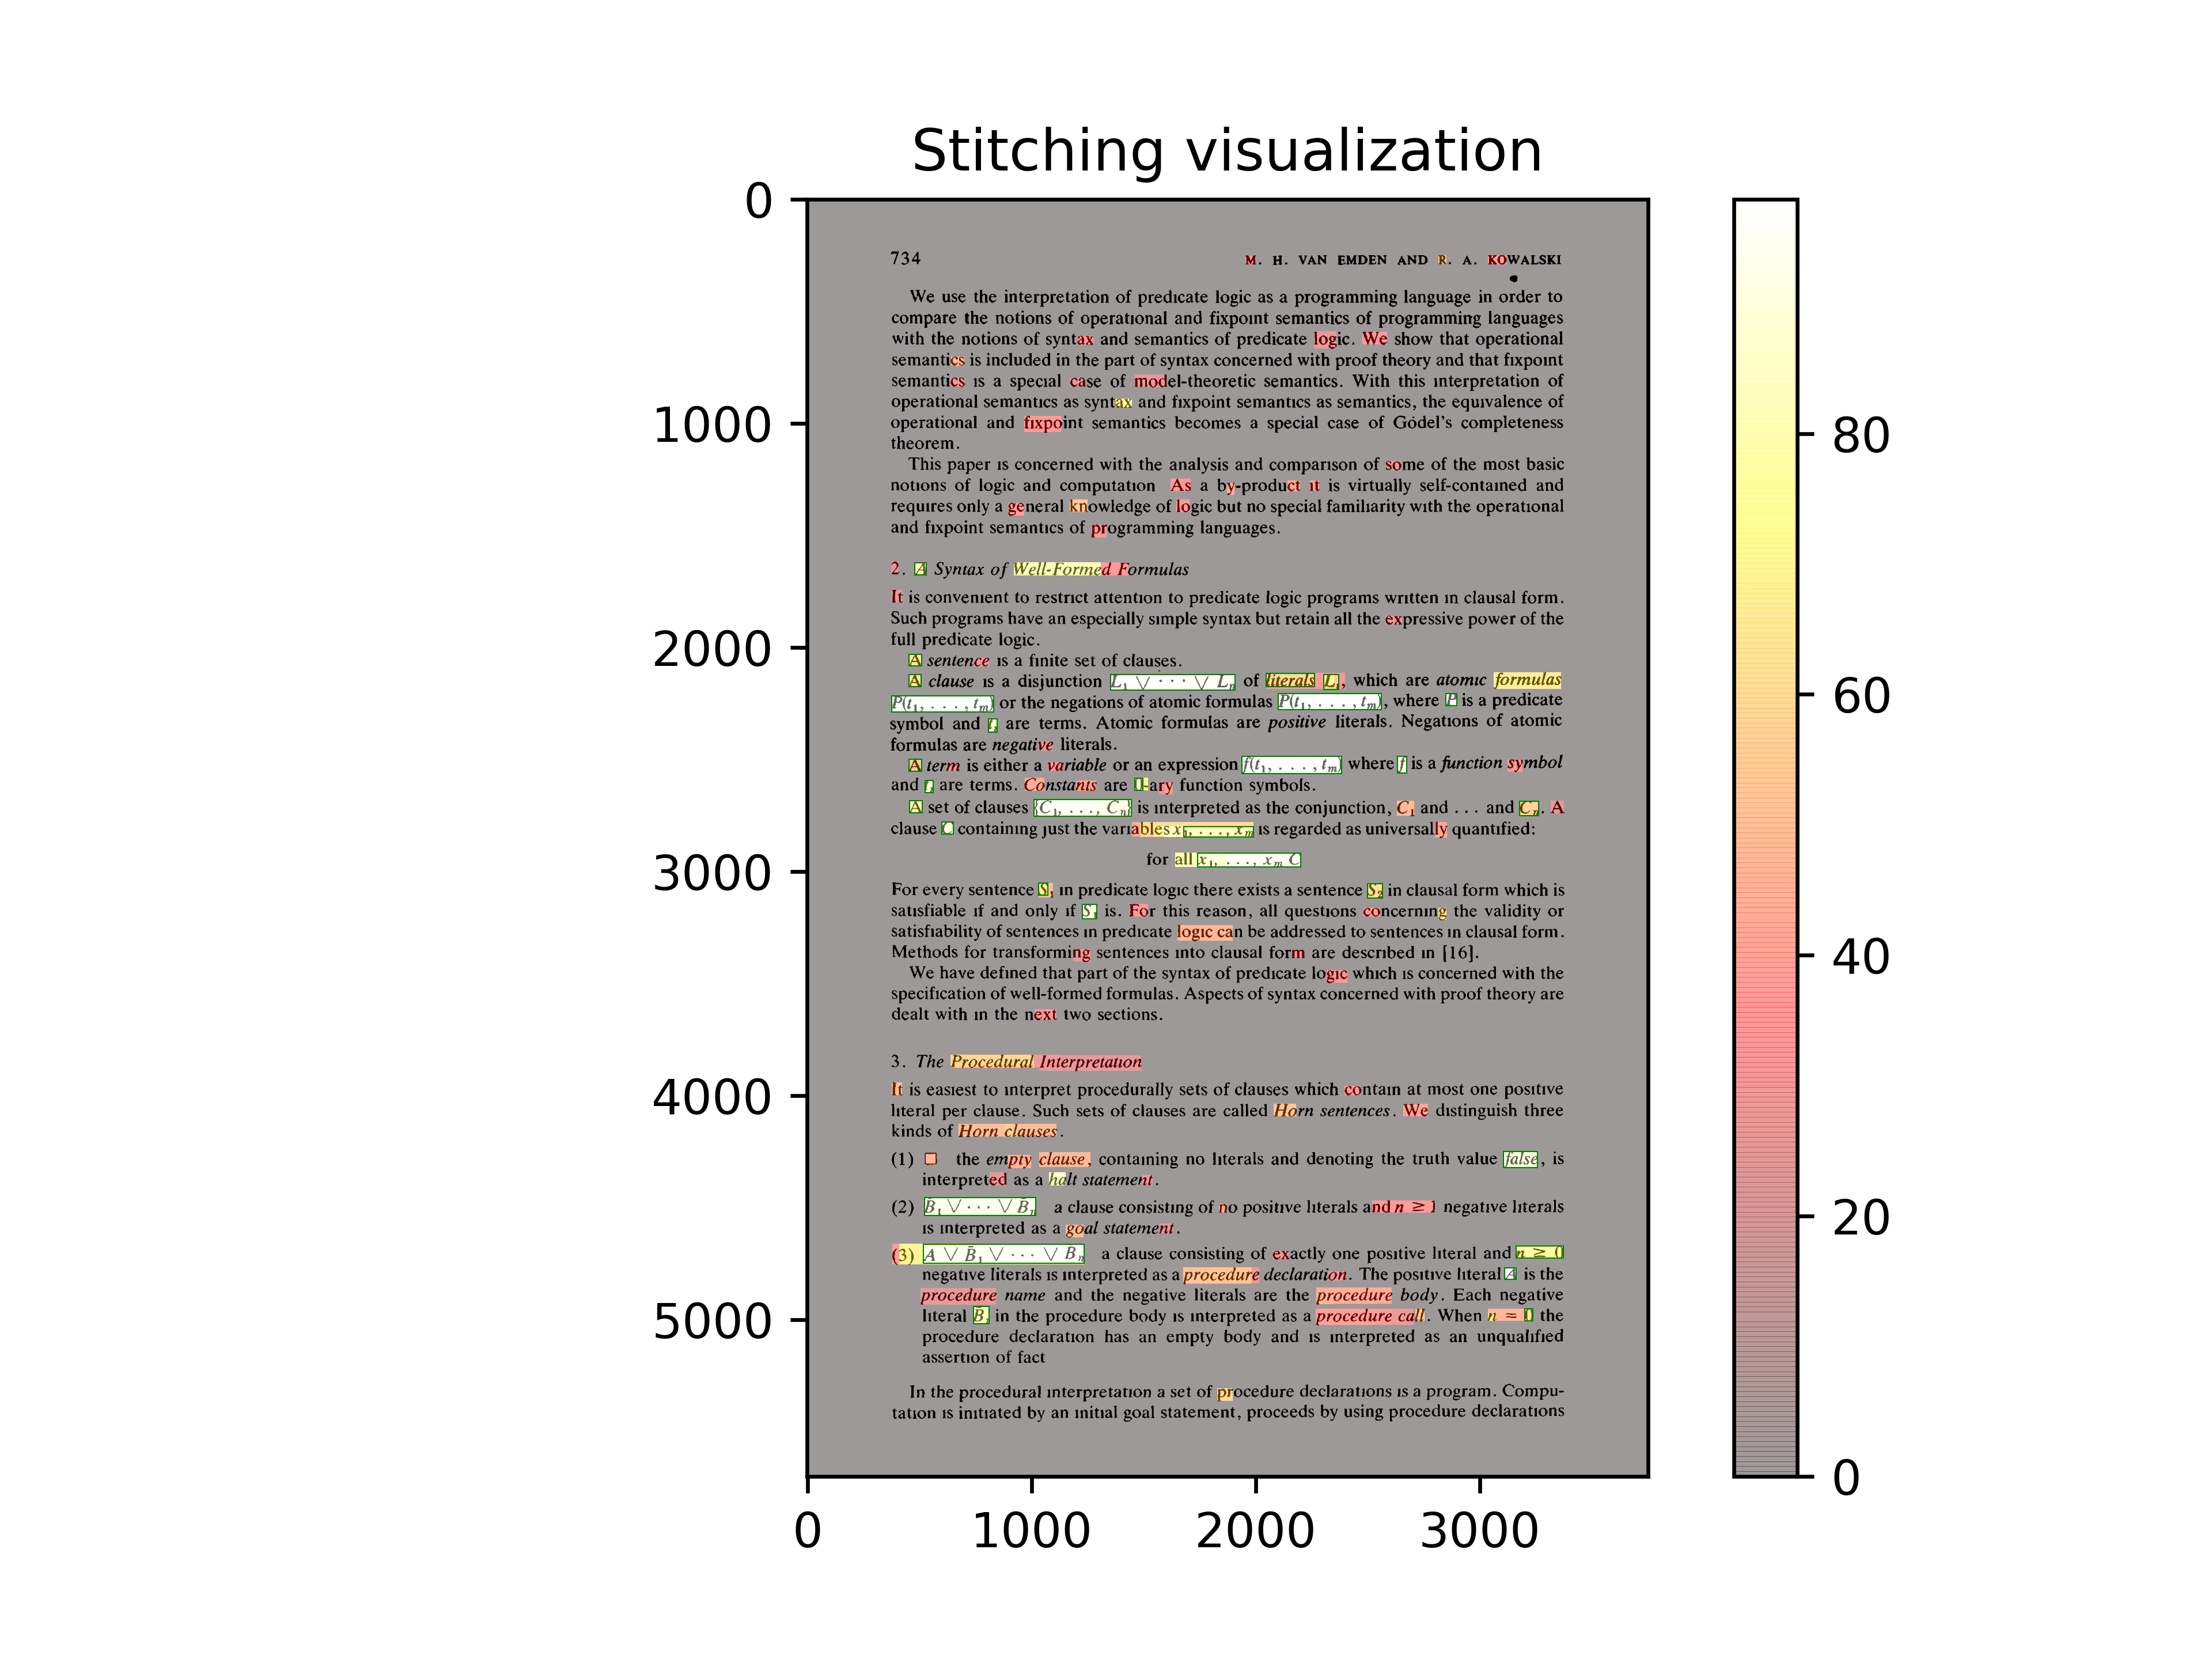 Stitching visualization
0
1000
2000
3000
4000
5000
734 M. H. VAN EMDEN AND R. A. KOWALSKI
We use the interpretation of predicate logic as a programming language in order to
compare the notions of operational and fixpoint semantics of programming languages
with the notions of syntax and semantics of predicate logic. We show that operational
semantics is included in the part of syntax concerned with proof theory and that fixpoint
semantics is a special case of model-theoretic semantics. With this interpretation of
operational semantics as syntax and fixpoint semantics as semantics, the equivalence of
operational and fixpoint semantics becomes a special case of Gödel's completeness
theorem.
This paper is concerned with the analysis and comparison of some of the most basic
notions of logic and computation As a by-product it is virtually self-contained and
requires only a general knowledge of logic but no special familiarity with the operational
and fixpoint semantics of programming languages.
2. A Syntax of Well-Formed Formulas
It is convenient to restrict attention to predicate logic programs written in clausal form.
Such programs have an especially simple syntax but retain all the expressive power of the
full predicate logic.
A sentence is a finite set of clauses.
A clause is a disjunction L₁ ∨ · · · ∨ Lₙ of literals Lᵢ, which are atomic formulas
P(t₁, . . . , tₘ) or the negations of atomic formulas P(t₁, . . . , tₘ), where P is a predicate
symbol and tᵢ are terms. Atomic formulas are positive literals. Negations of atomic
formulas are negative literals.
A term is either a variable or an expression f(t₁, . . . , tₘ) where f is a function symbol
and tᵢ are terms. Constants are 0-ary function symbols.
A set of clauses {C₁, . . . , Cₙ} is interpreted as the conjunction, C₁ and . . . and Cₙ. A
clause C containing just the variables x₁, . . . , xₘ is regarded as universally quantified:
for all x₁, . . . , xₘ C
For every sentence S₁ in predicate logic there exists a sentence S₂ in clausal form which is
satisfiable if and only if S₁ is. For this reason, all questions concerning the validity or
satisfiability of sentences in predicate logic can be addressed to sentences in clausal form.
Methods for transforming sentences into clausal form are described in [16].
We have defined that part of the syntax of predicate logic which is concerned with the
specification of well-formed formulas. Aspects of syntax concerned with proof theory are
dealt with in the next two sections.
3. The Procedural Interpretation
It is easiest to interpret procedurally sets of clauses which contain at most one positive
literal per clause. Such sets of clauses are called Horn sentences. We distinguish three
kinds of Horn clauses.
(1) □ the empty clause, containing no literals and denoting the truth value false, is
interpreted as a halt statement.
(2) B̄₁ ∨ · · · ∨ B̄ₙ a clause consisting of no positive literals and n ≥ 1 negative literals
is interpreted as a goal statement.
(3) A ∨ B̄₁ ∨ · · · ∨ B̄ₙ a clause consisting of exactly one positive literal and n ≥ 0
negative literals is interpreted as a procedure declaration. The positive literal A is the
procedure name and the negative literals are the procedure body. Each negative
literal B̄ᵢ in the procedure body is interpreted as a procedure call. When n = 0 the
procedure declaration has an empty body and is interpreted as an unqualified
assertion of fact
In the procedural interpretation a set of procedure declarations is a program. Compu-
tation is initiated by an initial goal statement, proceeds by using procedure declarations
0
1000
2000
3000
80
60
40
20
0